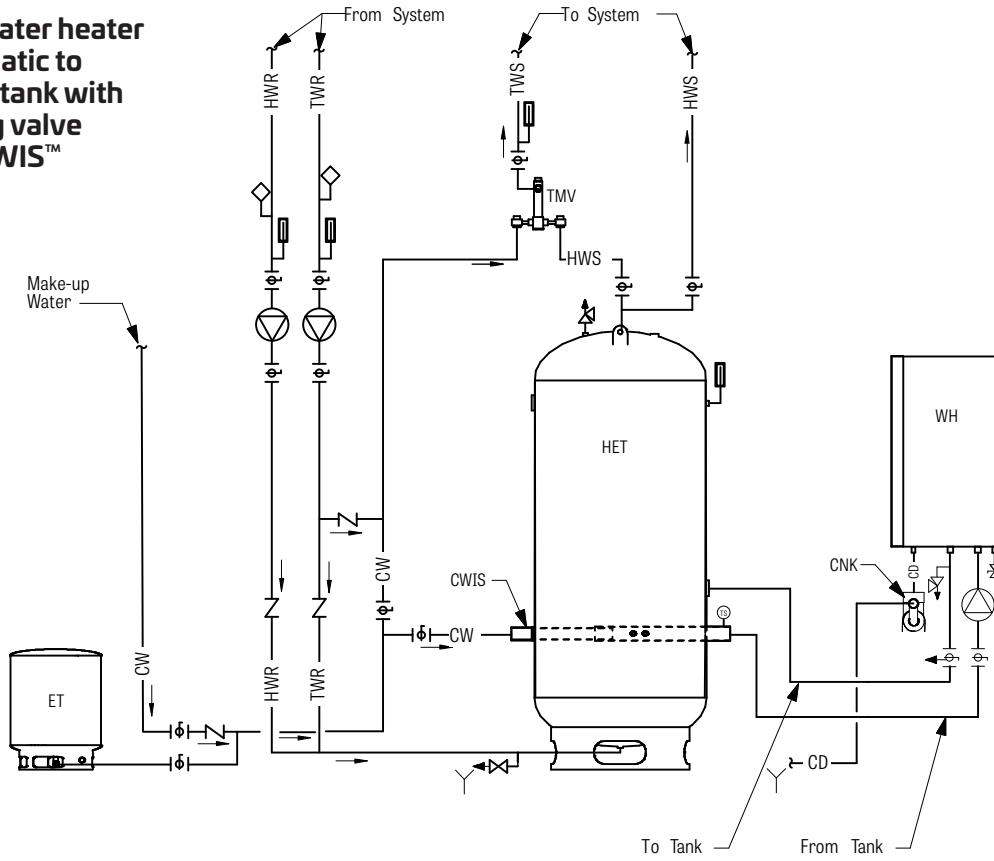 ater heater
atic to
tank with
g valve
WIS™
From System
To System
HWR
TWR
TWS
HWS
TMV
HWS
Make-up
Water
HET
WH
CW
CWIS
CW
CW
CNK
CD
TS
ET
HWR
TWR
CD
To Tank
From Tank